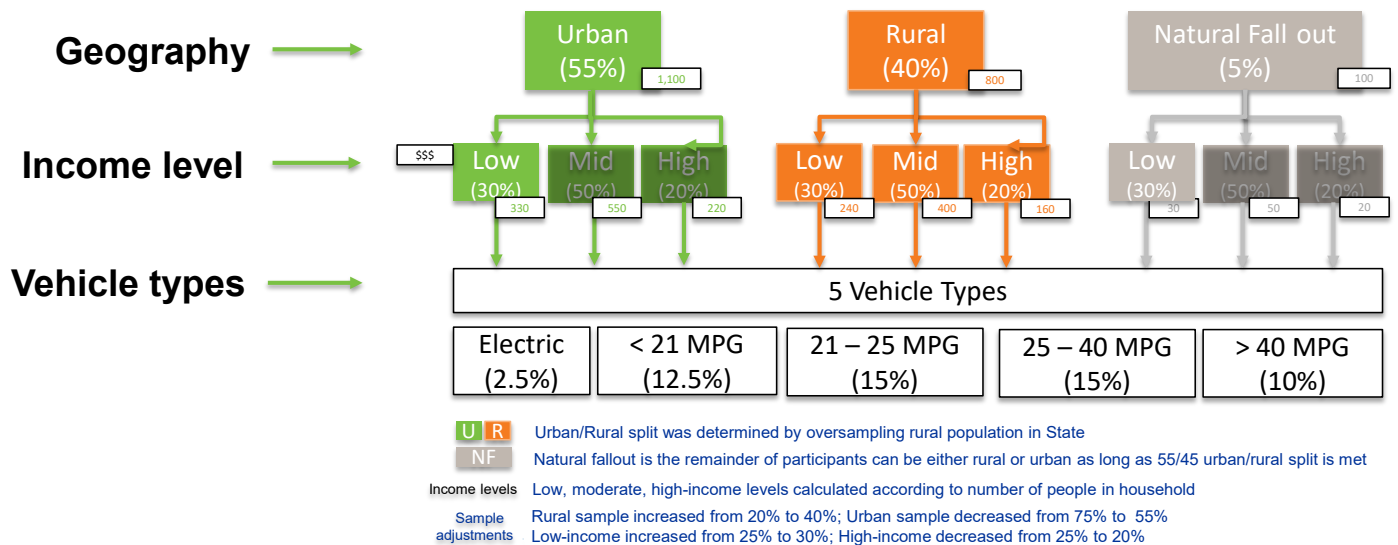 Geography
Urban
(55%)
1,100
Rural
(40%)
800
Natural Fall out
(5%)
100
Income level
$$$
Low
(30%)
330
Mid
(50%)
550
High
(20%)
220
Low
(30%)
240
Mid
(50%)
400
High
(20%)
160
Low
(30%)
30
Mid
(50%)
50
High
(20%)
20
Vehicle types
5 Vehicle Types
Electric
(2.5%)
< 21 MPG
(12.5%)
21 – 25 MPG
(15%)
25 – 40 MPG
(15%)
> 40 MPG
(10%)
U R Urban/Rural split was determined by oversampling rural population in State
NF Natural fallout is the remainder of participants can be either rural or urban as long as 55/45 urban/rural split is met
Income levels Low, moderate, high-income levels calculated according to number of people in household
Sample adjustments
Rural sample increased from 20% to 40%; Urban sample decreased from 75% to 55%
Low-income increased from 25% to 30%; High-income decreased from 25% to 20%